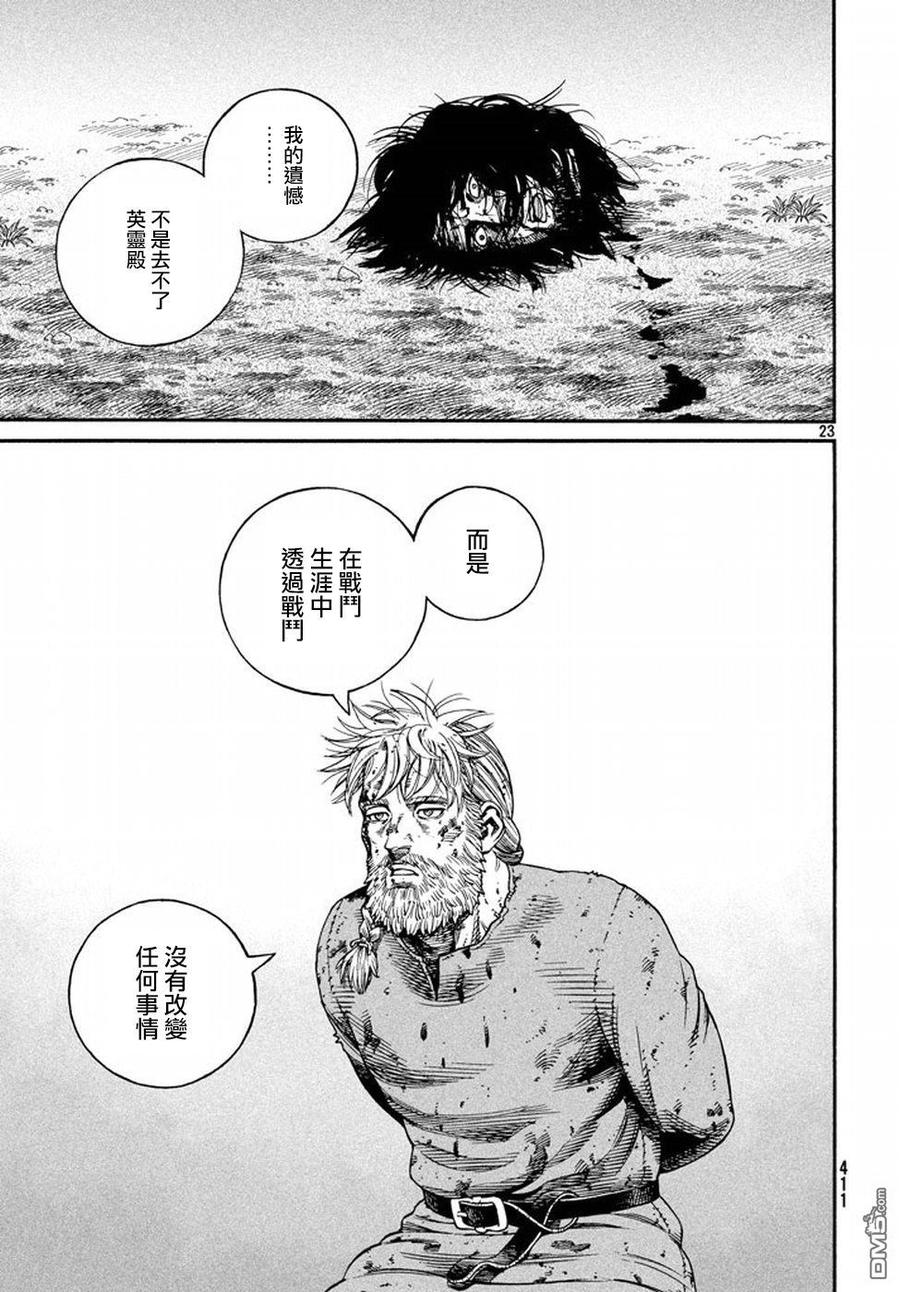 我的遺憾
………
不是去不了
英靈殿
23
而是
在戰鬥
生涯中
透過戰鬥
沒有改變
任何事情
411
DM5.com